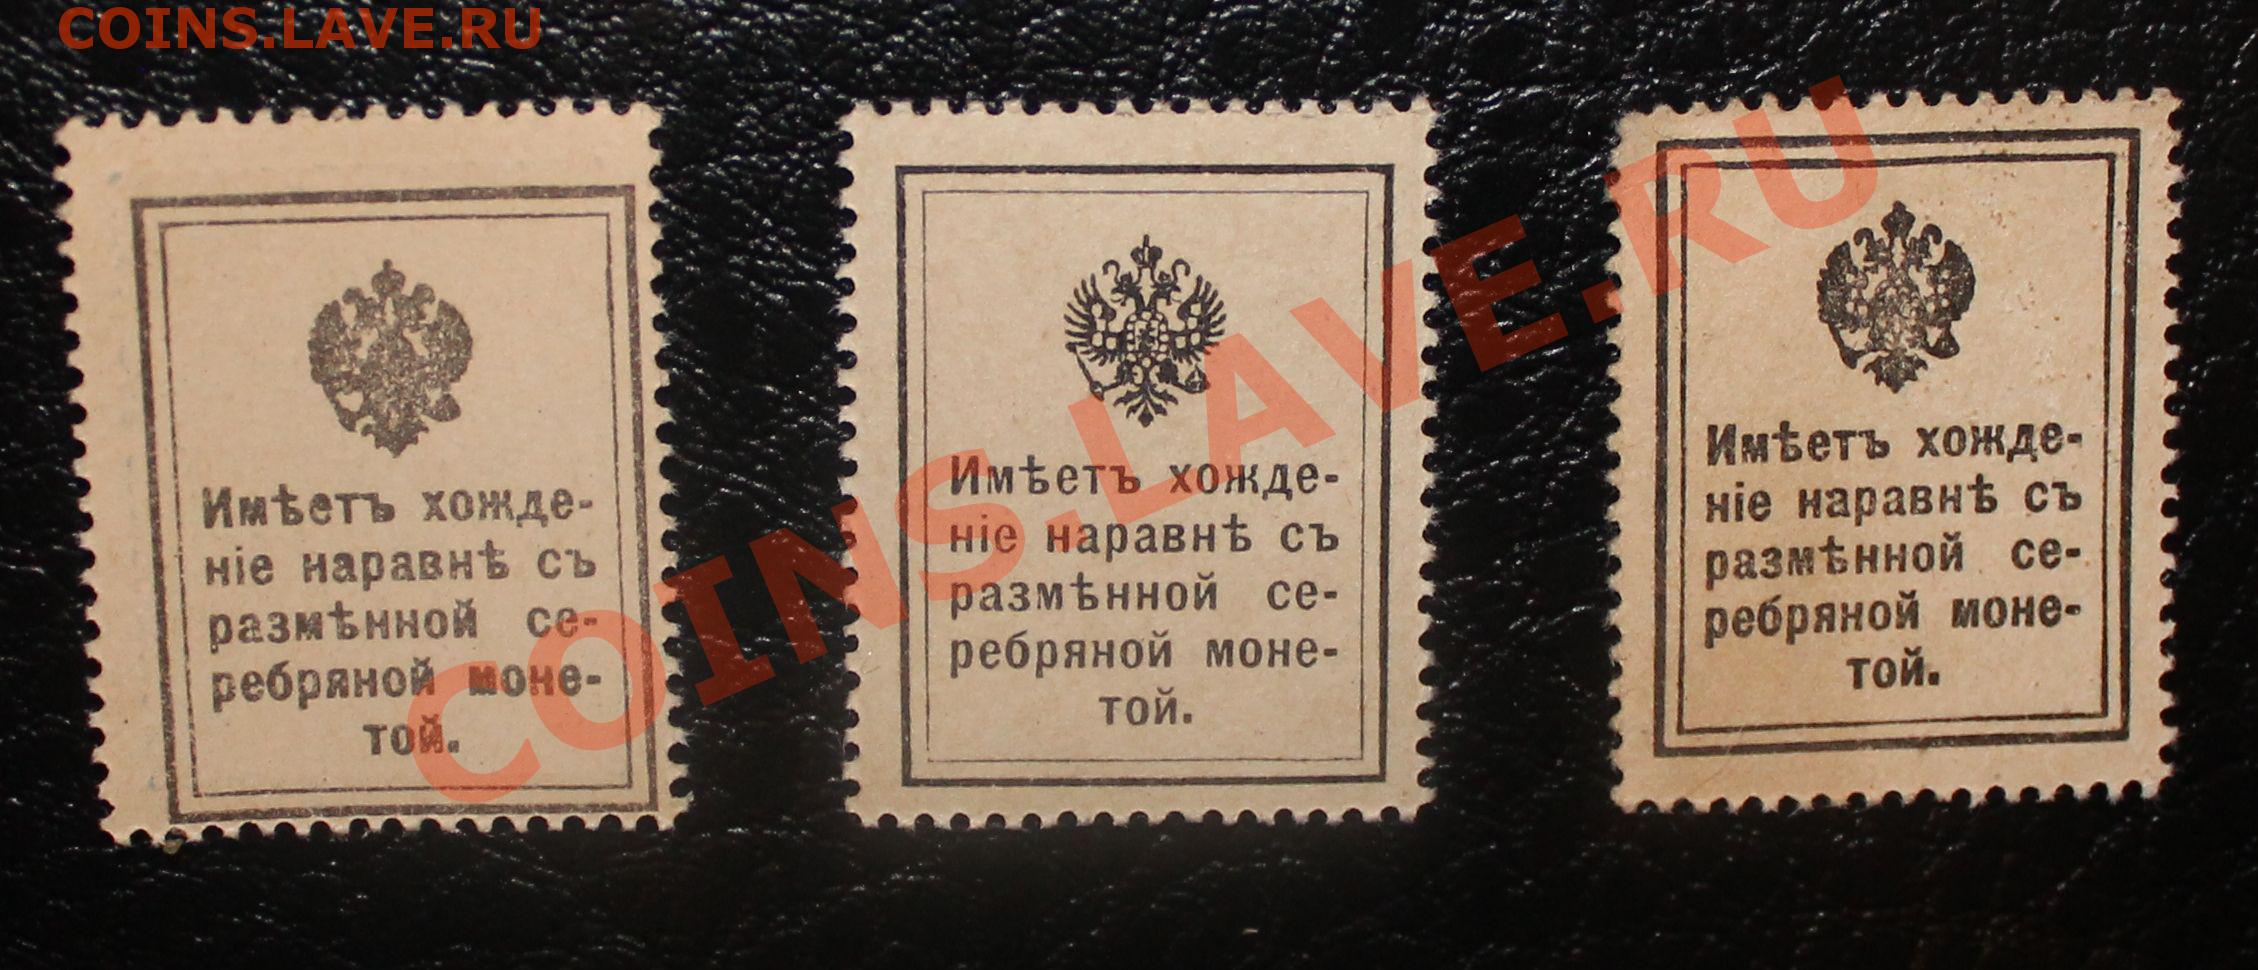 COINS.LAVE.RU
Имѣетъ хожде-
ніе наравнѣ съ
размѣнной се-
ребряной моне-
той.
Имѣетъ хожде-
ніе наравнѣ съ
размѣнной се-
ребряной моне-
той.
Имѣетъ хожде-
ніе наравнѣ съ
размѣнной се-
ребряной моне-
той.
COINS.LAVE.RU